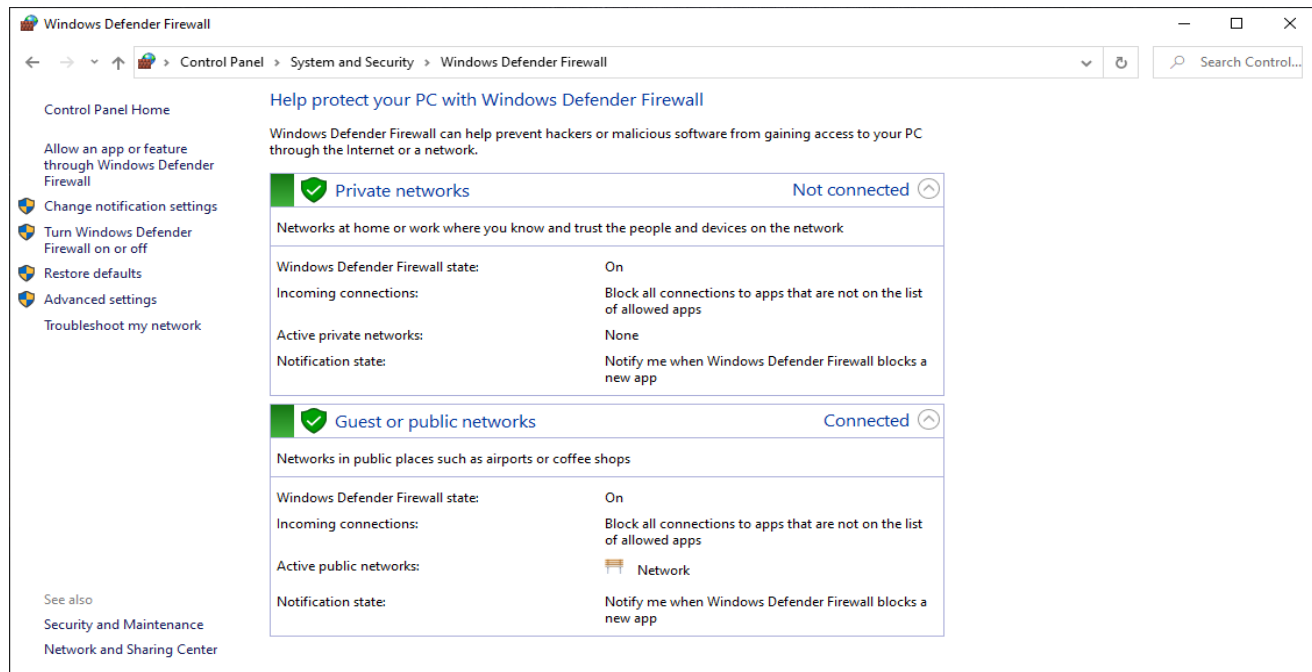 Windows Defender Firewall
Control Panel > System and Security > Windows Defender Firewall
Search Control...
Control Panel Home
Allow an app or feature
through Windows Defender
Firewall
Change notification settings
Turn Windows Defender
Firewall on or off
Restore defaults
Advanced settings
Troubleshoot my network
See also
Security and Maintenance
Network and Sharing Center
Help protect your PC with Windows Defender Firewall
Windows Defender Firewall can help prevent hackers or malicious software from gaining access to your PC
through the Internet or a network.
Private networks Not connected
Networks at home or work where you know and trust the people and devices on the network
Windows Defender Firewall state: On
Incoming connections: Block all connections to apps that are not on the list
of allowed apps
Active private networks: None
Notification state: Notify me when Windows Defender Firewall blocks a
new app
Guest or public networks Connected
Networks in public places such as airports or coffee shops
Windows Defender Firewall state: On
Incoming connections: Block all connections to apps that are not on the list
of allowed apps
Active public networks: Network
Notification state: Notify me when Windows Defender Firewall blocks a
new app